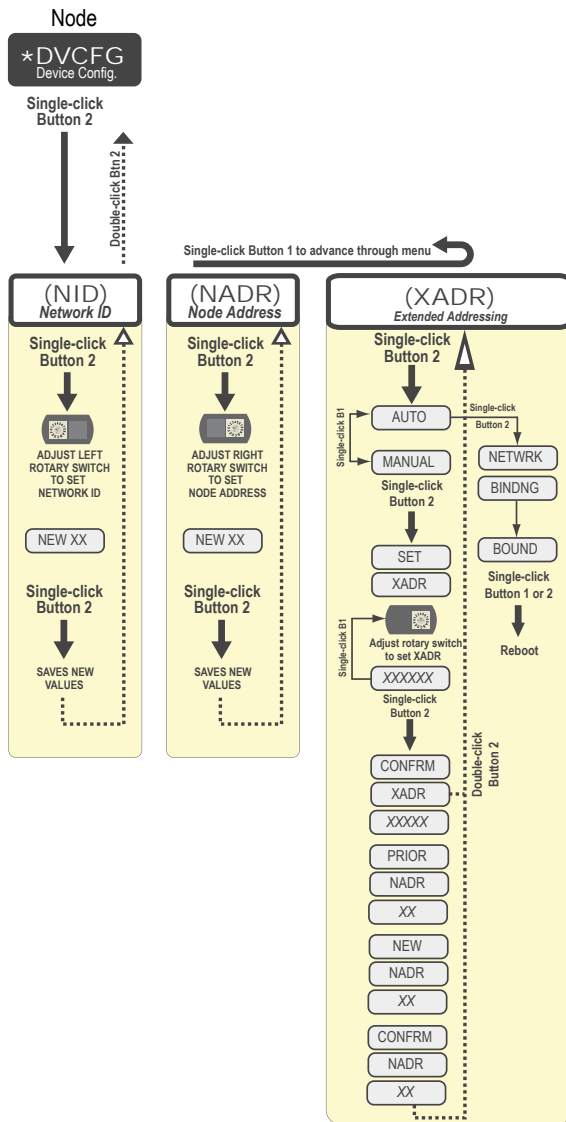 Node
*DVCFG
Device Config.
Single-click
Button 2
Double-click Btn 2
Single-click Button 1 to advance through menu
(NID)
Network ID
Single-click
Button 2
ADJUST LEFT
ROTARY SWITCH
TO SET
NETWORK ID
NEW XX
Single-click
Button 2
SAVES NEW
VALUES
(NADR)
Node Address
Single-click
Button 2
ADJUST RIGHT
ROTARY SWITCH
TO SET
NODE ADDRESS
NEW XX
Single-click
Button 2
SAVES NEW
VALUES
(XADR)
Extended Addressing
Single-click
Button 2
AUTO
Single-click B1
MANUAL
Single-click
Button 2
SET
XADR
Adjust rotary switch
to set XADR
Single-click B1
XXXXXX
Single-click
Button 2
CONFRM
XADR
XXXXX
PRIOR
NADR
XX
NEW
NADR
XX
CONFRM
NADR
XX
Double-click
Button 2
Single-click
Button 2
NETWRK
BINDNG
BOUND
Single-click
Button 1 or 2
Reboot